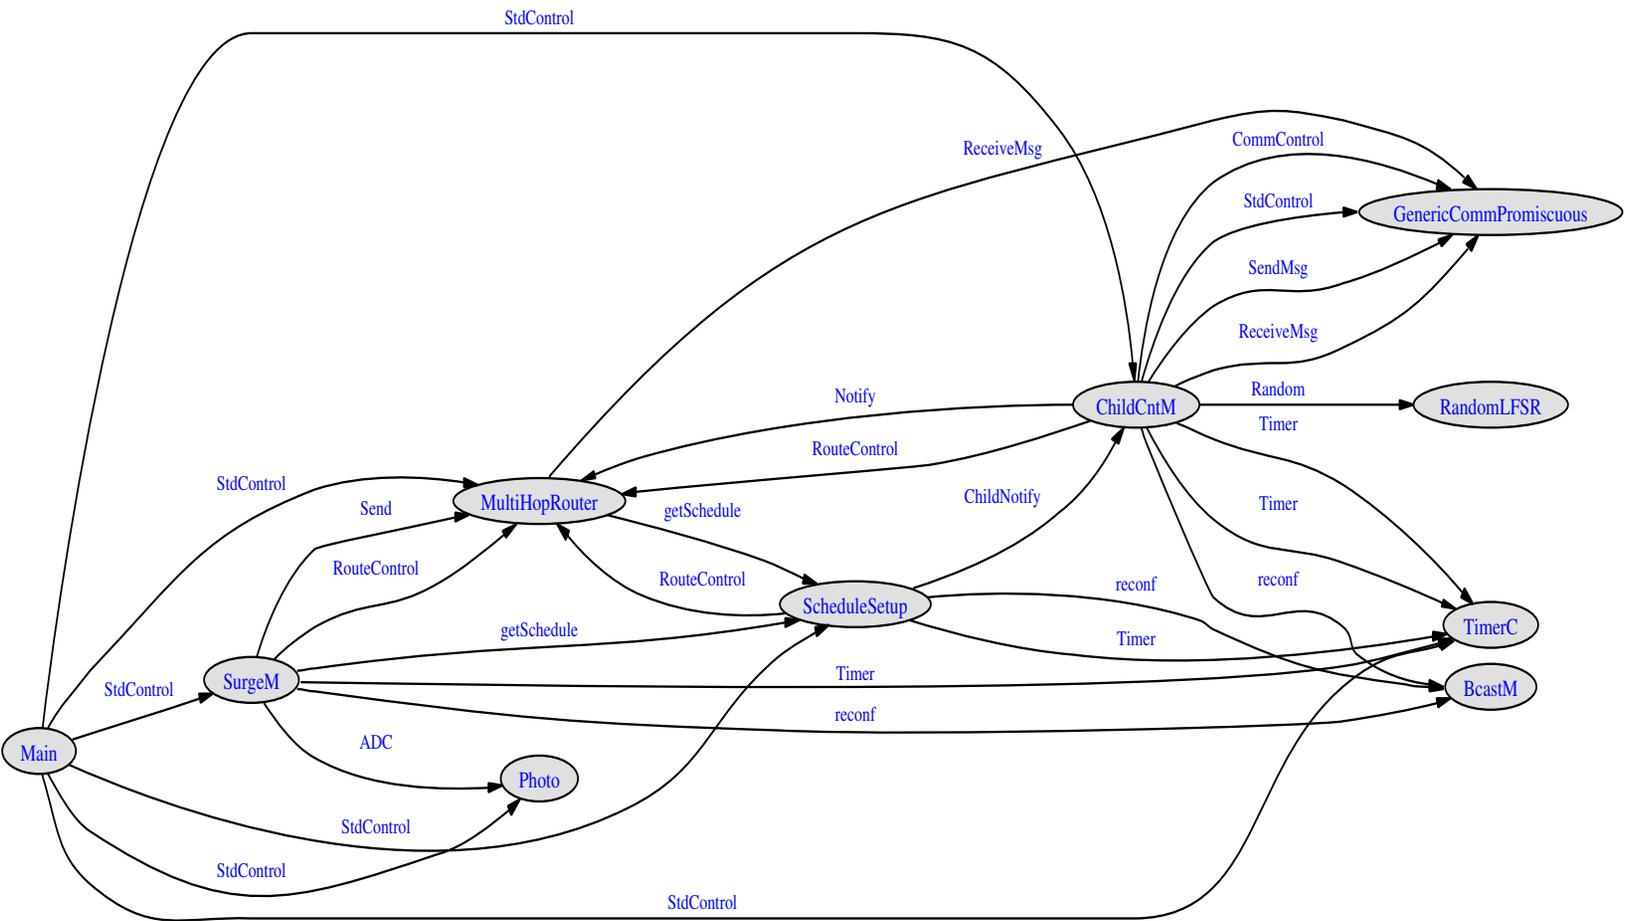 StdControl
CommControl
ReceiveMsg
StdControl
GenericCommPromiscuous
SendMsg
ReceiveMsg
Random
Notify
ChildCntM
RandomLFSR
Timer
RouteControl
StdControl
ChildNotify
Send
MultiHopRouter
getSchedule
Timer
RouteControl
RouteControl
reconf
reconf
ScheduleSetup
getSchedule
Timer
TimerC
SurgeM
StdControl
Timer
BcastM
reconf
ADC
Main
Photo
StdControl
StdControl
StdControl